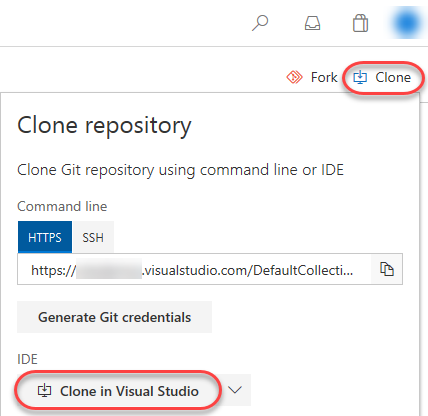 Fork Clone
Clone repository
Clone Git repository using command line or IDE
Command line
HTTPS SSH
https:// .visualstudio.com/DefaultCollecti...
Generate Git credentials
IDE
Clone in Visual Studio